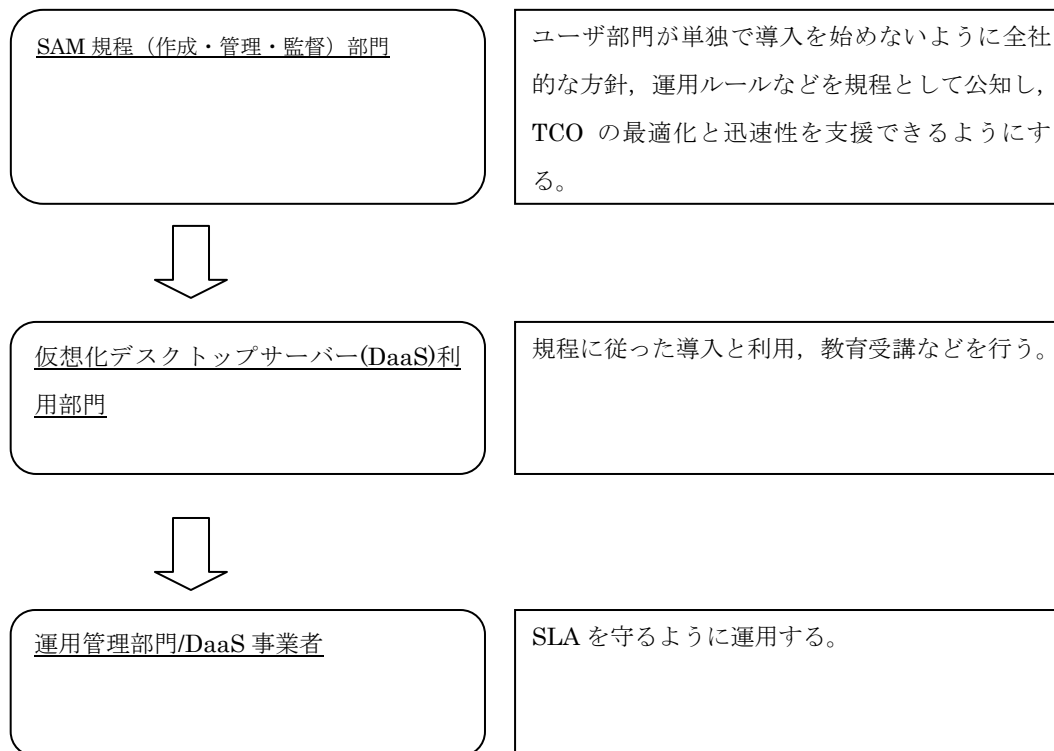 SAM 規程（作成・管理・監督）部門
ユーザ部門が単独で導入を始めないように全社
的な方針，運用ルールなどを規程として公知し，
TCO の最適化と迅速性を支援できるようにす
る。
仮想化デスクトップサーバー(DaaS)利
用部門
規程に従った導入と利用，教育受講などを行う。
運用管理部門/DaaS 事業者
SLA を守るように運用する。